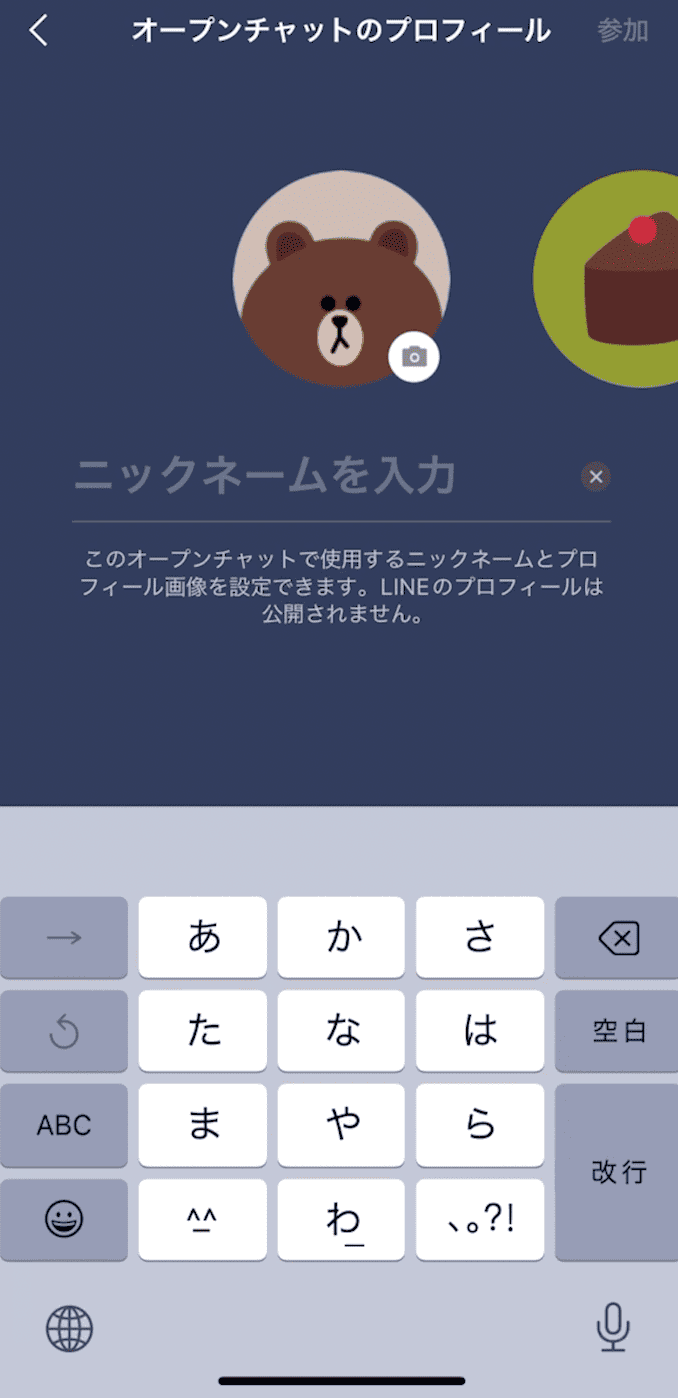 オープンチャットのプロフィール 参加
ニックネームを入力
このオープンチャットで使用するニックネームとプロ
フィール画像を設定できます。LINEのプロフィールは
公開されません。
→ あ か さ
た な は 空白
ABC ま や ら
改行
^^ わ 、。?!